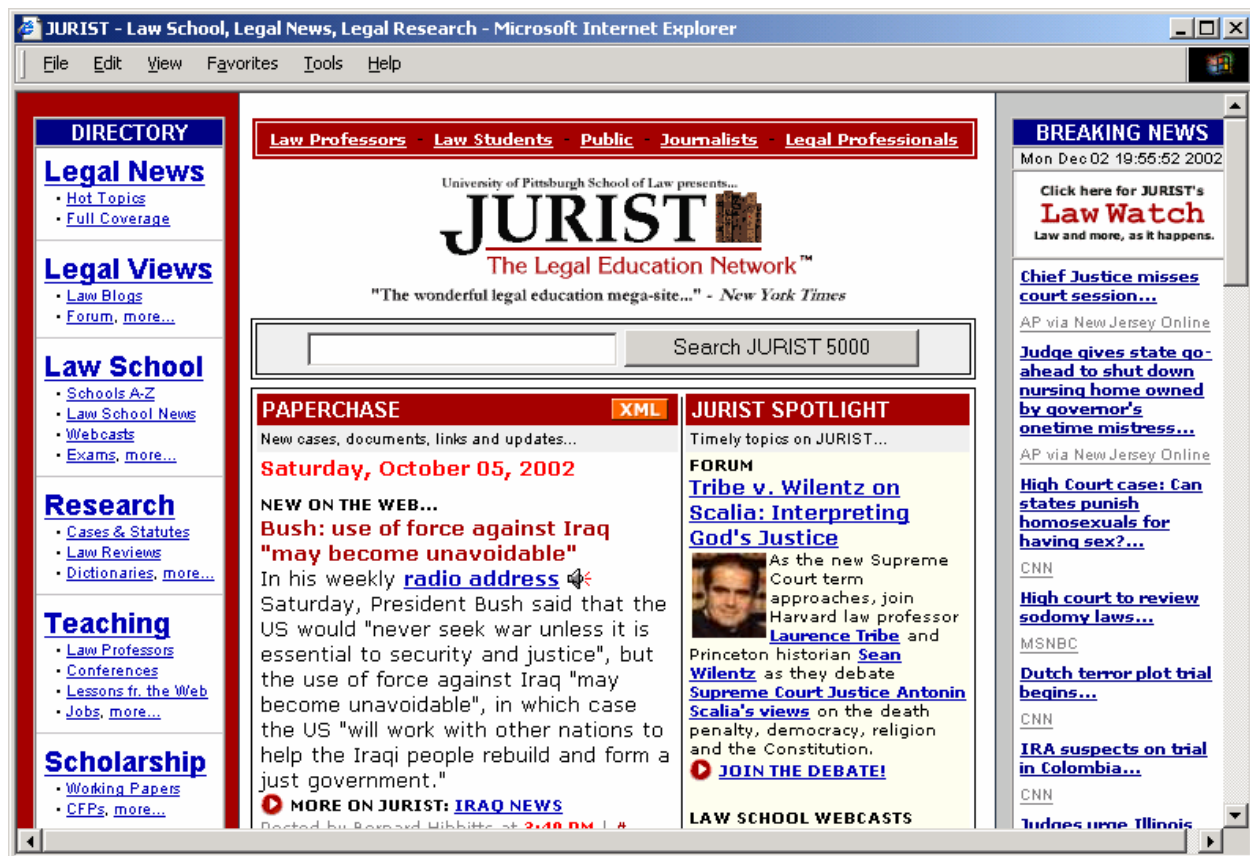 JURIST - Law School, Legal News, Legal Research - Microsoft Internet Explorer
File Edit View Favorites Tools Help
DIRECTORY
Legal News
• Hot Topics
• Full Coverage
Legal Views
• Law Blogs
• Forum, more...
Law School
• Schools A-Z
• Law School News
• Webcasts
• Exams, more...
Research
• Cases & Statutes
• Law Reviews
• Dictionaries, more...
Teaching
• Law Professors
• Conferences
• Lessons fr. the Web
• Jobs, more...
Scholarship
• Working Papers
• CFPs, more...
Law Professors - Law Students - Public - Journalists - Legal Professionals
University of Pittsburgh School of Law presents...
JURIST
The Legal Education Network™
"The wonderful legal education mega-site..." - New York Times
Search JURIST 5000
PAPERCHASE XML
New cases, documents, links and updates...
Saturday, October 05, 2002
NEW ON THE WEB...
Bush: use of force against Iraq
"may become unavoidable"
In his weekly radio address
Saturday, President Bush said that the
US would "never seek war unless it is
essential to security and justice", but
the use of force against Iraq "may
become unavoidable", in which case
the US "will work with other nations to
help the Iraqi people rebuild and form a
just government."
MORE ON JURIST: IRAQ NEWS
Posted by Bernard Hibbitts at 3:40 PM | #
JURIST SPOTLIGHT
Timely topics on JURIST...
FORUM
Tribe v. Wilentz on
Scalia: Interpreting
God's Justice
As the new Supreme
Court term
approaches, join
Harvard law professor
Laurence Tribe and
Princeton historian Sean
Wilentz as they debate
Supreme Court Justice Antonin
Scalia's views on the death
penalty, democracy, religion
and the Constitution.
JOIN THE DEBATE!
LAW SCHOOL WEBCASTS
BREAKING NEWS
Mon Dec 02 19:55:52 2002
Click here for JURIST's
Law Watch
Law and more, as it happens.
Chief Justice misses
court session...
AP via New Jersey Online
Judge gives state go-
ahead to shut down
nursing home owned
by governor's
onetime mistress...
AP via New Jersey Online
High Court case: Can
states punish
homosexuals for
having sex?...
CNN
High court to review
sodomy laws...
MSNBC
Dutch terror plot trial
begins...
CNN
IRA suspects on trial
in Colombia...
CNN
Judges urge Illinois